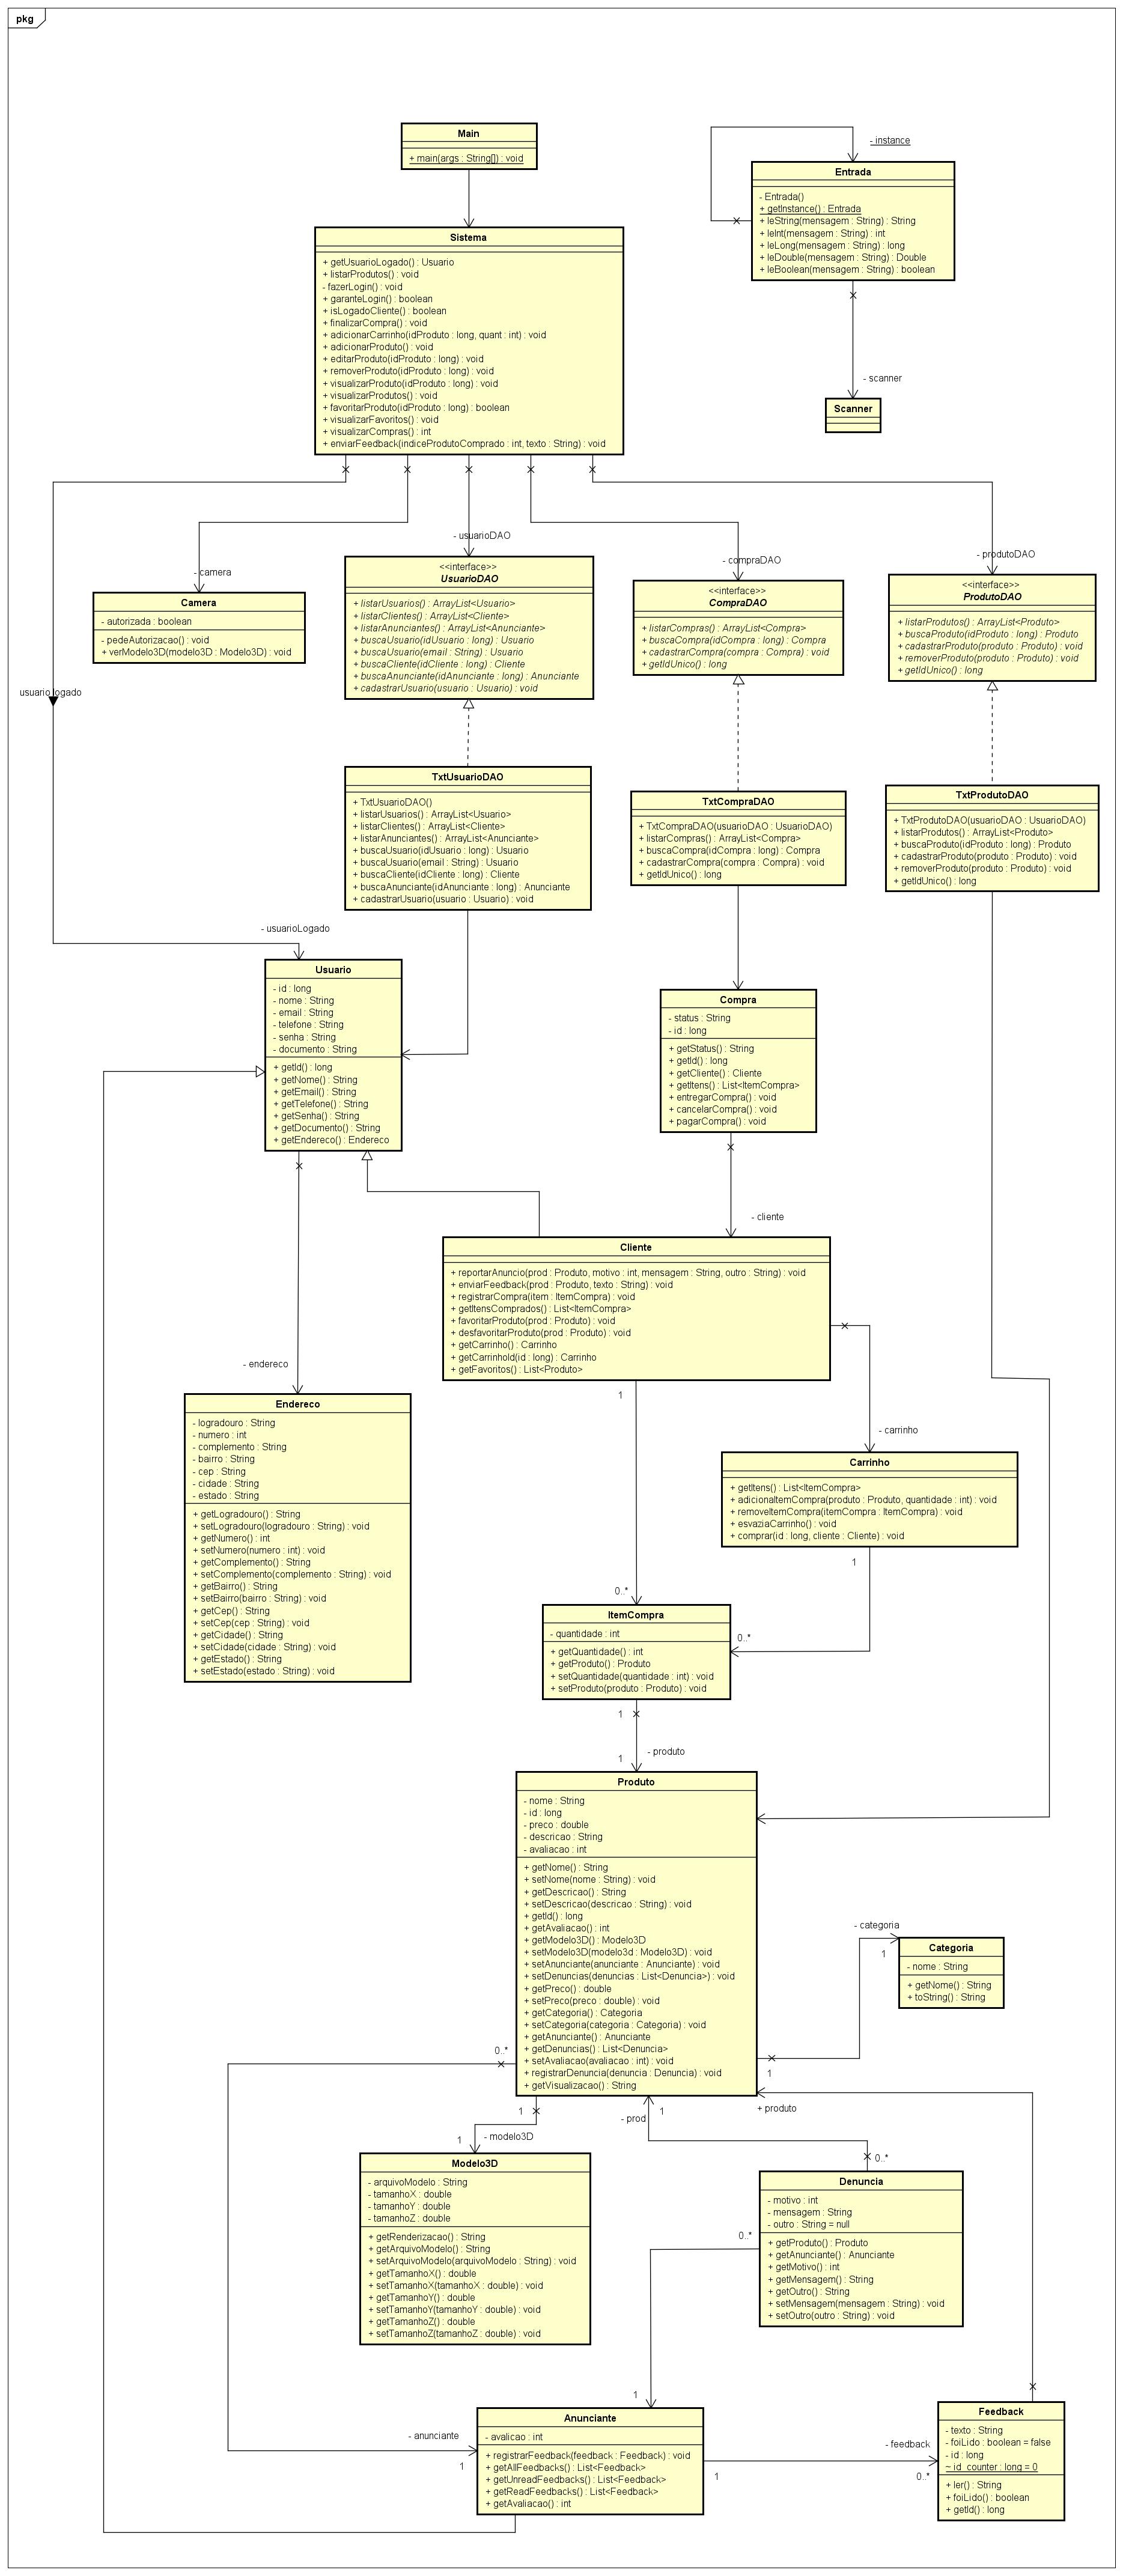 pkg
Main
+ main(args : String[]) : void
- instance
Entrada
- Entrada()
+ getInstance() : Entrada
+ leString(mensagem : String) : String
+ leInt(mensagem : String) : int
+ leLong(mensagem : String) : long
+ leDouble(mensagem : String) : Double
+ leBoolean(mensagem : String) : boolean
Sistema
+ getUsuarioLogado() : Usuario
+ listarProdutos() : void
- fazerLogin() : void
+ garanteLogin() : boolean
+ isLogadoCliente() : boolean
+ finalizarCompra() : void
+ adicionarCarrinho(idProduto : long, quant : int) : void
+ adicionarProduto() : void
+ editarProduto(idProduto : long) : void
+ removerProduto(idProduto : long) : void
+ visualizarProduto(idProduto : long) : void
+ visualizarProdutos() : void
+ favoritarProduto(idProduto : long) : boolean
+ visualizarFavoritos() : void
+ visualizarCompras() : int
+ enviarFeedback(indiceProdutoComprado : int, texto : String) : void
- scanner
Scanner
- usuarioDAO
- compraDAO
- produtoDAO
- camera
Camera
- autorizada : boolean
- pedeAutorizacao() : void
+ verModelo3D(modelo3D : Modelo3D) : void
<<interface>>
UsuarioDAO
+ listarUsuarios() : ArrayList<Usuario>
+ listarClientes() : ArrayList<Cliente>
+ listarAnunciantes() : ArrayList<Anunciante>
+ buscaUsuario(idUsuario : long) : Usuario
+ buscaUsuario(email : String) : Usuario
+ buscaCliente(idCliente : long) : Cliente
+ buscaAnunciante(idAnunciante : long) : Anunciante
+ cadastrarUsuario(usuario : Usuario) : void
<<interface>>
CompraDAO
+ listarCompras() : ArrayList<Compra>
+ buscaCompra(idCompra : long) : Compra
+ cadastrarCompra(compra : Compra) : void
+ getIdUnico() : long
<<interface>>
ProdutoDAO
+ listarProdutos() : ArrayList<Produto>
+ buscaProduto(idProduto : long) : Produto
+ cadastrarProduto(produto : Produto) : void
+ removerProduto(produto : Produto) : void
+ getIdUnico() : long
usuario logado
TxtUsuarioDAO
+ TxtUsuarioDAO()
+ listarUsuarios() : ArrayList<Usuario>
+ listarClientes() : ArrayList<Cliente>
+ listarAnunciantes() : ArrayList<Anunciante>
+ buscaUsuario(idUsuario : long) : Usuario
+ buscaUsuario(email : String) : Usuario
+ buscaCliente(idCliente : long) : Cliente
+ buscaAnunciante(idAnunciante : long) : Anunciante
+ cadastrarUsuario(usuario : Usuario) : void
TxtCompraDAO
+ TxtCompraDAO(usuarioDAO : UsuarioDAO)
+ listarCompras() : ArrayList<Compra>
+ buscaCompra(idCompra : long) : Compra
+ cadastrarCompra(compra : Compra) : void
+ getIdUnico() : long
TxtProdutoDAO
+ TxtProdutoDAO(usuarioDAO : UsuarioDAO)
+ listarProdutos() : ArrayList<Produto>
+ buscaProduto(idProduto : long) : Produto
+ cadastrarProduto(produto : Produto) : void
+ removerProduto(produto : Produto) : void
+ getIdUnico() : long
- usuarioLogado
Usuario
- id : long
- nome : String
- email : String
- telefone : String
- senha : String
- documento : String
+ getId() : long
+ getNome() : String
+ getEmail() : String
+ getTelefone() : String
+ getSenha() : String
+ getDocumento() : String
+ getEndereco() : Endereco
Compra
- status : String
- id : long
+ getStatus() : String
+ getId() : long
+ getCliente() : Cliente
+ getItens() : List<ItemCompra>
+ entregarCompra() : void
+ cancelarCompra() : void
+ pagarCompra() : void
- cliente
Cliente
+ reportarAnuncio(prod : Produto, motivo : int, mensagem : String, outro : String) : void
+ enviarFeedback(prod : Produto, texto : String) : void
+ registrarCompra(item : ItemCompra) : void
+ getItensComprados() : List<ItemCompra>
+ favoritarProduto(prod : Produto) : void
+ desfavoritarProduto(prod : Produto) : void
+ getCarrinho() : Carrinho
+ getCarrinhoId(id : long) : Carrinho
+ getFavoritos() : List<Produto>
- endereco
1
- carrinho
Endereco
- logradouro : String
- numero : int
- complemento : String
- bairro : String
- cep : String
- cidade : String
- estado : String
+ getLogradouro() : String
+ setLogradouro(logradouro : String) : void
+ getNumero() : int
+ setNumero(numero : int) : void
+ getComplemento() : String
+ setComplemento(complemento : String) : void
+ getBairro() : String
+ setBairro(bairro : String) : void
+ getCep() : String
+ setCep(cep : String) : void
+ getCidade() : String
+ setCidade(cidade : String) : void
+ getEstado() : String
+ setEstado(estado : String) : void
Carrinho
+ getItens() : List<ItemCompra>
+ adicionaItemCompra(produto : Produto, quantidade : int) : void
+ removeItemCompra(itemCompra : ItemCompra) : void
+ esvaziaCarrinho() : void
+ comprar(id : long, cliente : Cliente) : void
1
0..*
0..*
ItemCompra
- quantidade : int
+ getQuantidade() : int
+ getProduto() : Produto
+ setQuantidade(quantidade : int) : void
+ setProduto(produto : Produto) : void
1
1
- produto
Produto
- nome : String
- id : long
- preco : double
- descricao : String
- avaliacao : int
+ getNome() : String
+ setNome(nome : String) : void
+ getDescricao() : String
+ setDescricao(descricao : String) : void
+ getId() : long
+ getAvaliacao() : int
+ getModelo3D() : Modelo3D
+ setModelo3D(modelo3d : Modelo3D) : void
+ setAnunciante(anunciante : Anunciante) : void
+ setDenuncias(denuncias : List<Denuncia>) : void
+ getPreco() : double
+ setPreco(preco : double) : void
+ getCategoria() : Categoria
+ setCategoria(categoria : Categoria) : void
+ getAnunciante() : Anunciante
+ getDenuncias() : List<Denuncia>
+ setAvaliacao(avaliacao : int) : void
+ registrarDenuncia(denuncia : Denuncia) : void
+ getVisualizacao() : String
- categoria
1
Categoria
- nome : String
+ getNome() : String
+ toString() : String
0..*
1
1
- prod
1
+ produto
1
- modelo3D
Modelo3D
- arquivoModelo : String
- tamanhoX : double
- tamanhoY : double
- tamanhoZ : double
+ getRenderizacao() : String
+ getArquivoModelo() : String
+ setArquivoModelo(arquivoModelo : String) : void
+ getTamanhoX() : double
+ setTamanhoX(tamanhoX : double) : void
+ getTamanhoY() : double
+ setTamanhoY(tamanhoY : double) : void
+ getTamanhoZ() : double
+ setTamanhoZ(tamanhoZ : double) : void
0..*
Denuncia
- motivo : int
- mensagem : String
- outro : String = null
+ getProduto() : Produto
+ getAnunciante() : Anunciante
+ getMotivo() : int
+ getMensagem() : String
+ getOutro() : String
+ setMensagem(mensagem : String) : void
+ setOutro(outro : String) : void
0..*
1
- anunciante
1
Anunciante
- avalicao : int
+ registrarFeedback(feedback : Feedback) : void
+ getAllFeedbacks() : List<Feedback>
+ getUnreadFeedbacks() : List<Feedback>
+ getReadFeedbacks() : List<Feedback>
+ getAvaliacao() : int
1
- feedback
0..*
Feedback
- texto : String
- foiLido : boolean = false
- id : long
~ id_counter : long = 0
+ ler() : String
+ foiLido() : boolean
+ getId() : long